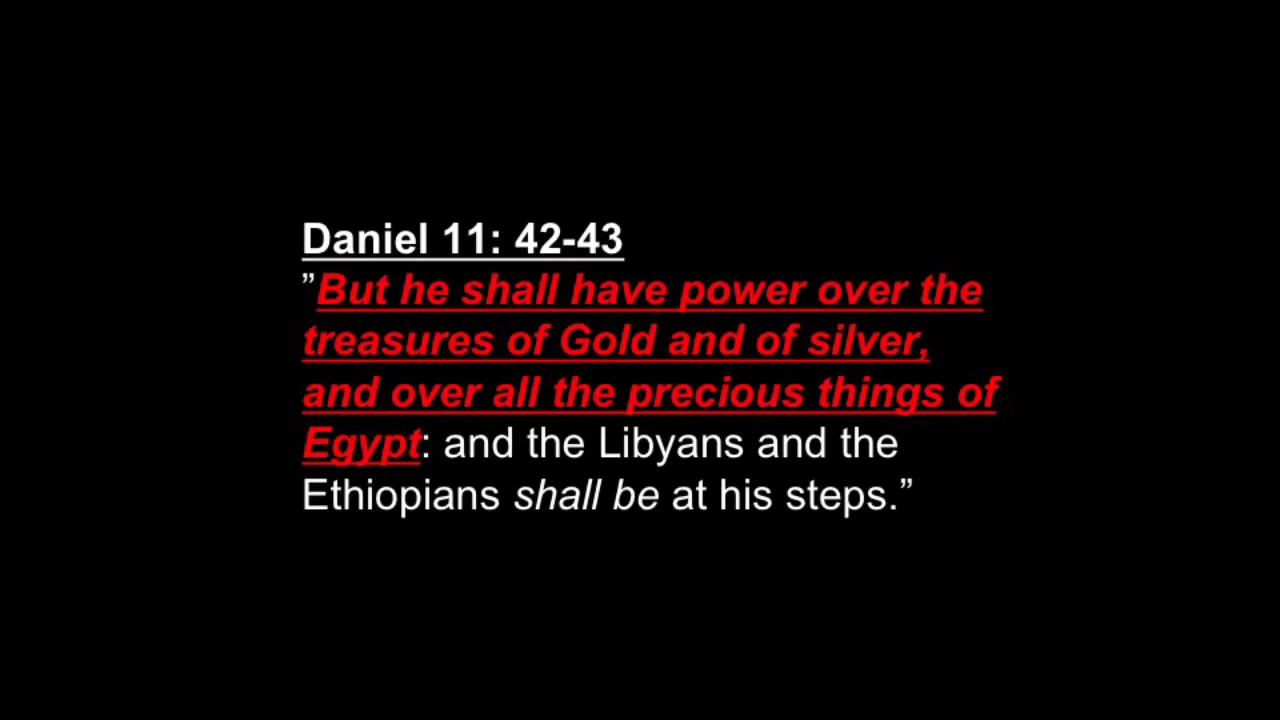 Daniel 11: 42-43
”But he shall have power over the
treasures of Gold and of silver,
and over all the precious things of
Egypt: and the Libyans and the
Ethiopians shall be at his steps.”